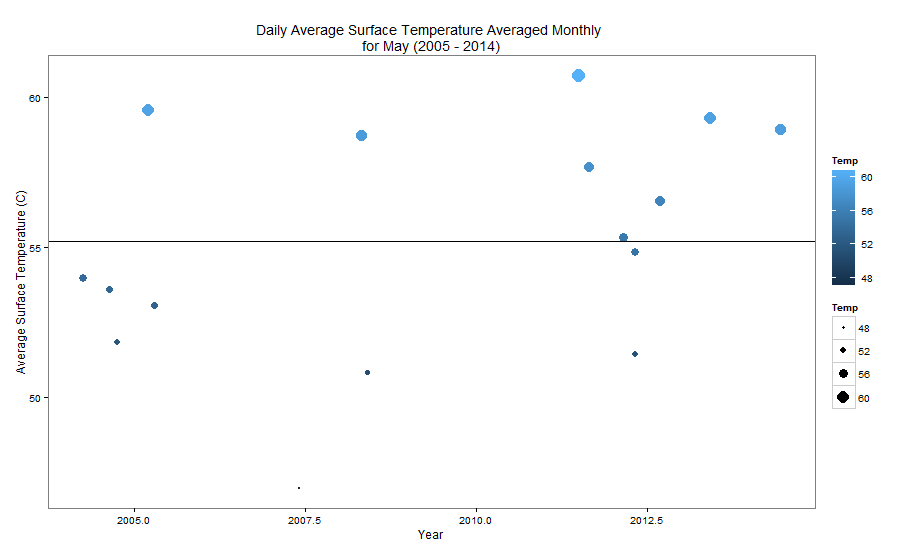 Daily Average Surface Temperature Averaged Monthly
for May (2005 - 2014)
Average Surface Temperature (C)
60
55
50
2005.0
2007.5
2010.0
2012.5
Year
Temp
60
56
52
48
Temp
48
52
56
60